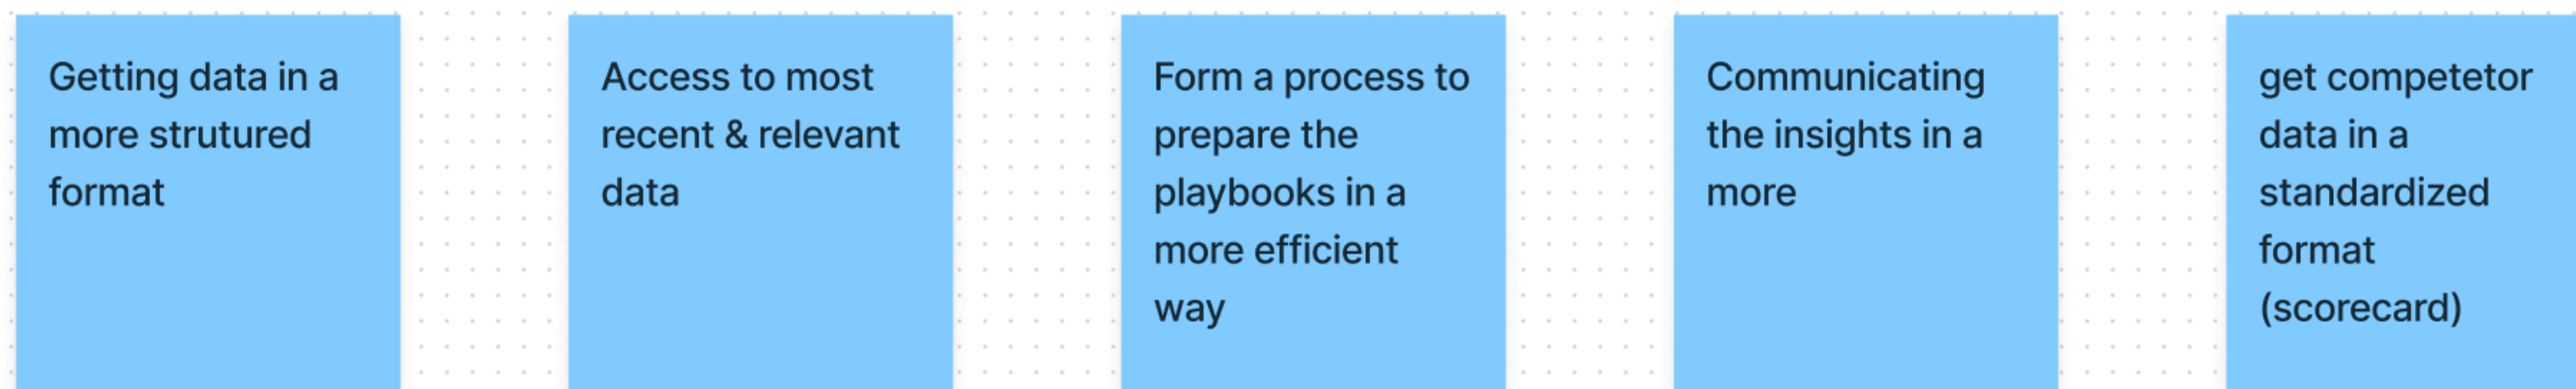 Getting data in a
more strutured
format
Access to most
recent & relevant
data
Form a process to
prepare the
playbooks in a
more efficient
way
Communicating
the insights in a
more
get competetor
data in a
standardized
format
(scorecard)